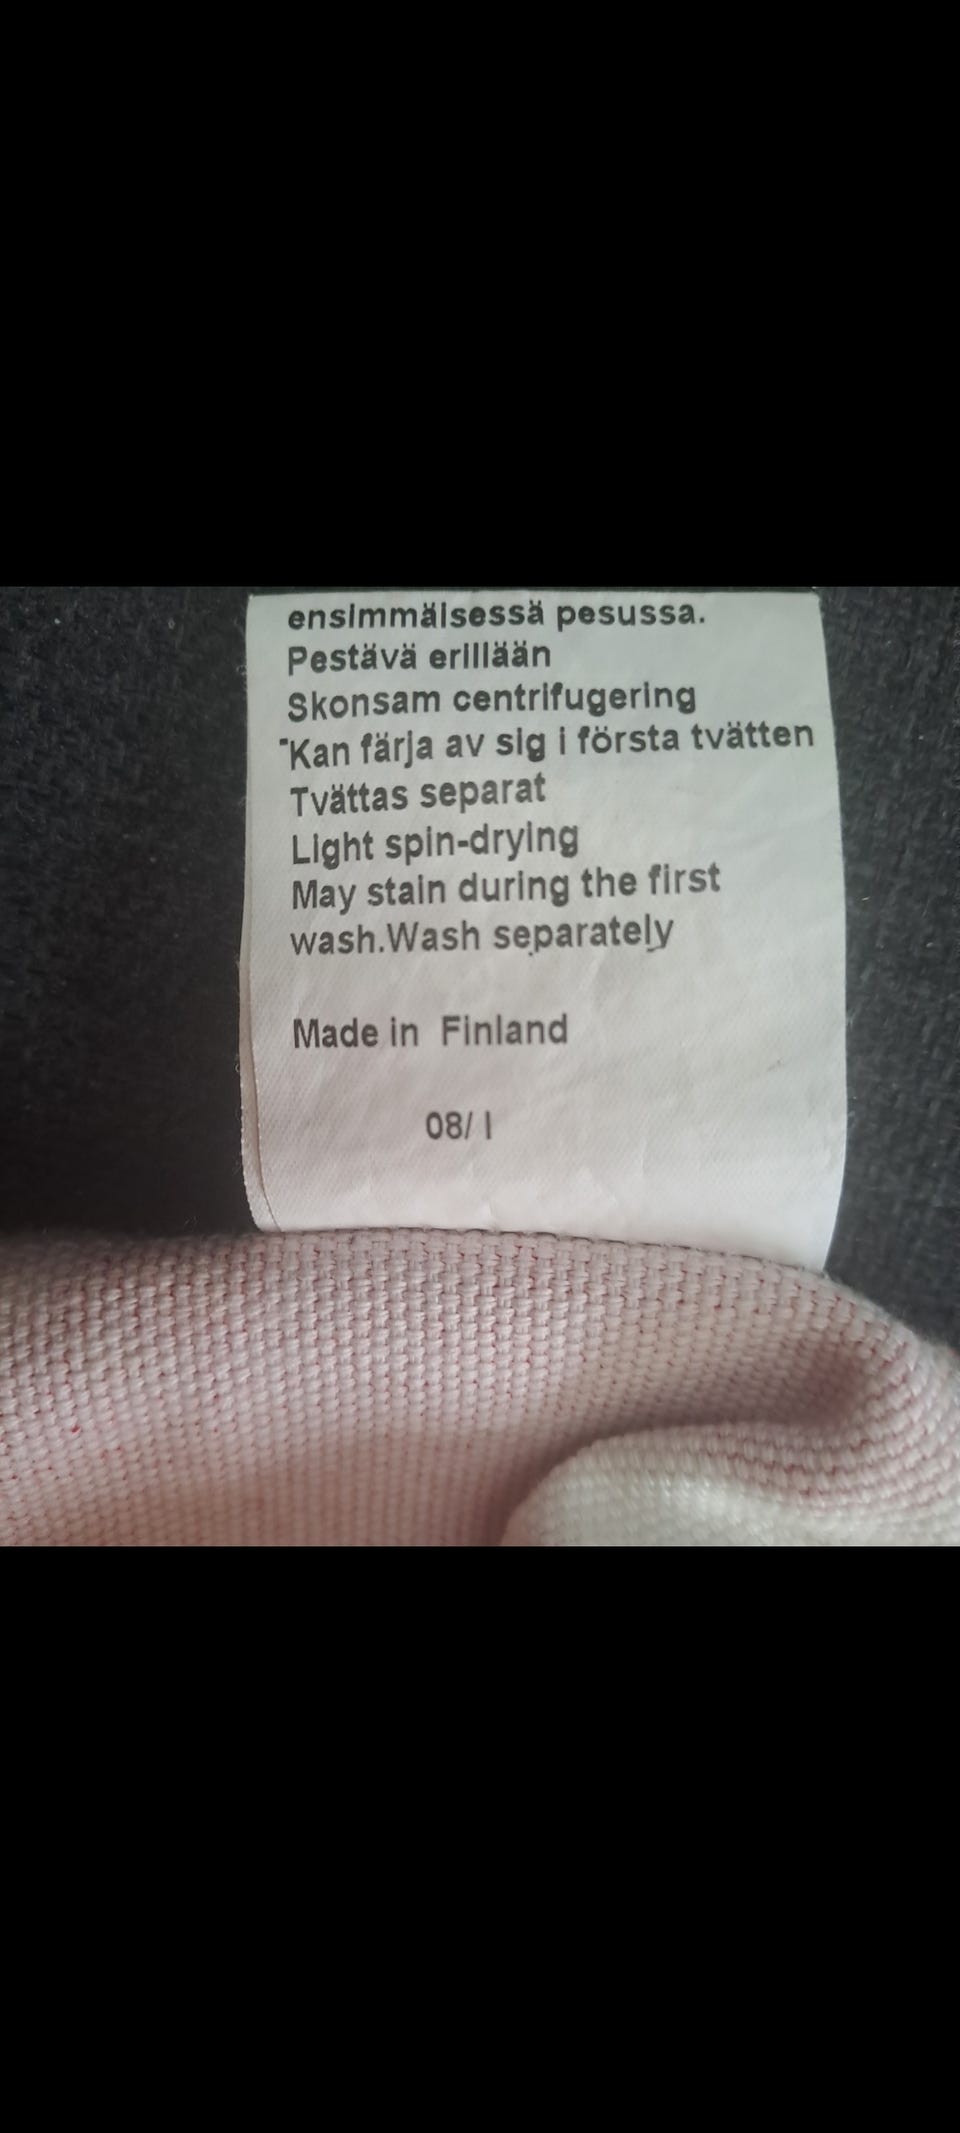 ensimmäisessä pesussa.
Pestävä erillään
Skonsam centrifugering
Kan färja av sig i första tvätten
Tvättas separat
Light spin-drying
May stain during the first
wash.Wash separately
Made in Finland
08/ I